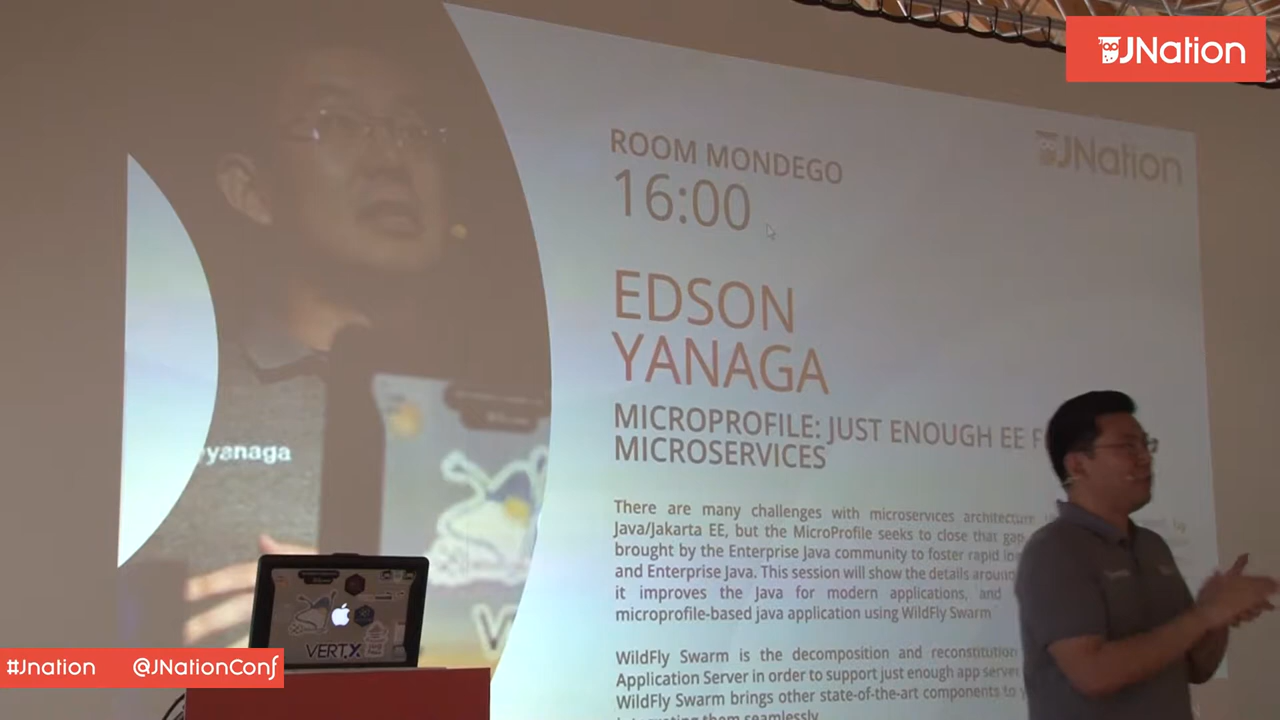 JNation
JNation
ROOM MONDEGO
16:00
EDSON
YANAGA
MICROPROFILE: JUST ENOUGH EE
MICROSERVICES
There are many challenges with microservices architecture
Java/Jakarta EE, but the MicroProfile seeks to close that gap
brought by the Enterprise Java community to foster rapid
and Enterprise Java. This session will show the details around
it improves the Java for modern applications, and
microprofile-based java application using WildFly Swarm
WildFly Swarm is the decomposition and reconstitution
Application Server in order to support just enough app server
WildFly Swarm brings other state-of-the-art components to
integrating them seamlessly
yanaga
VERT.X
#Jnation @JNationConf